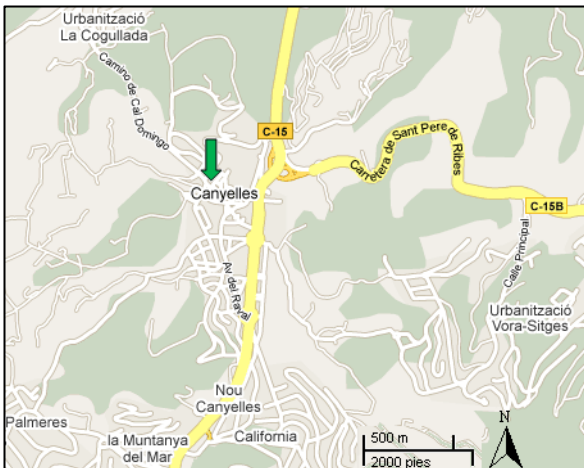 Urbanització
La Cogullada
Camino de Cal Domingo
C-15
Carretera de Sant Pere de Ribes
Canyelles
C-15B
Calle Principal
Av del Raval
Urbanització
Vora-Sitges
Nou
Canyelles
Palmeres
la Muntanya
del Mar
California
N
500 m
2000 pies